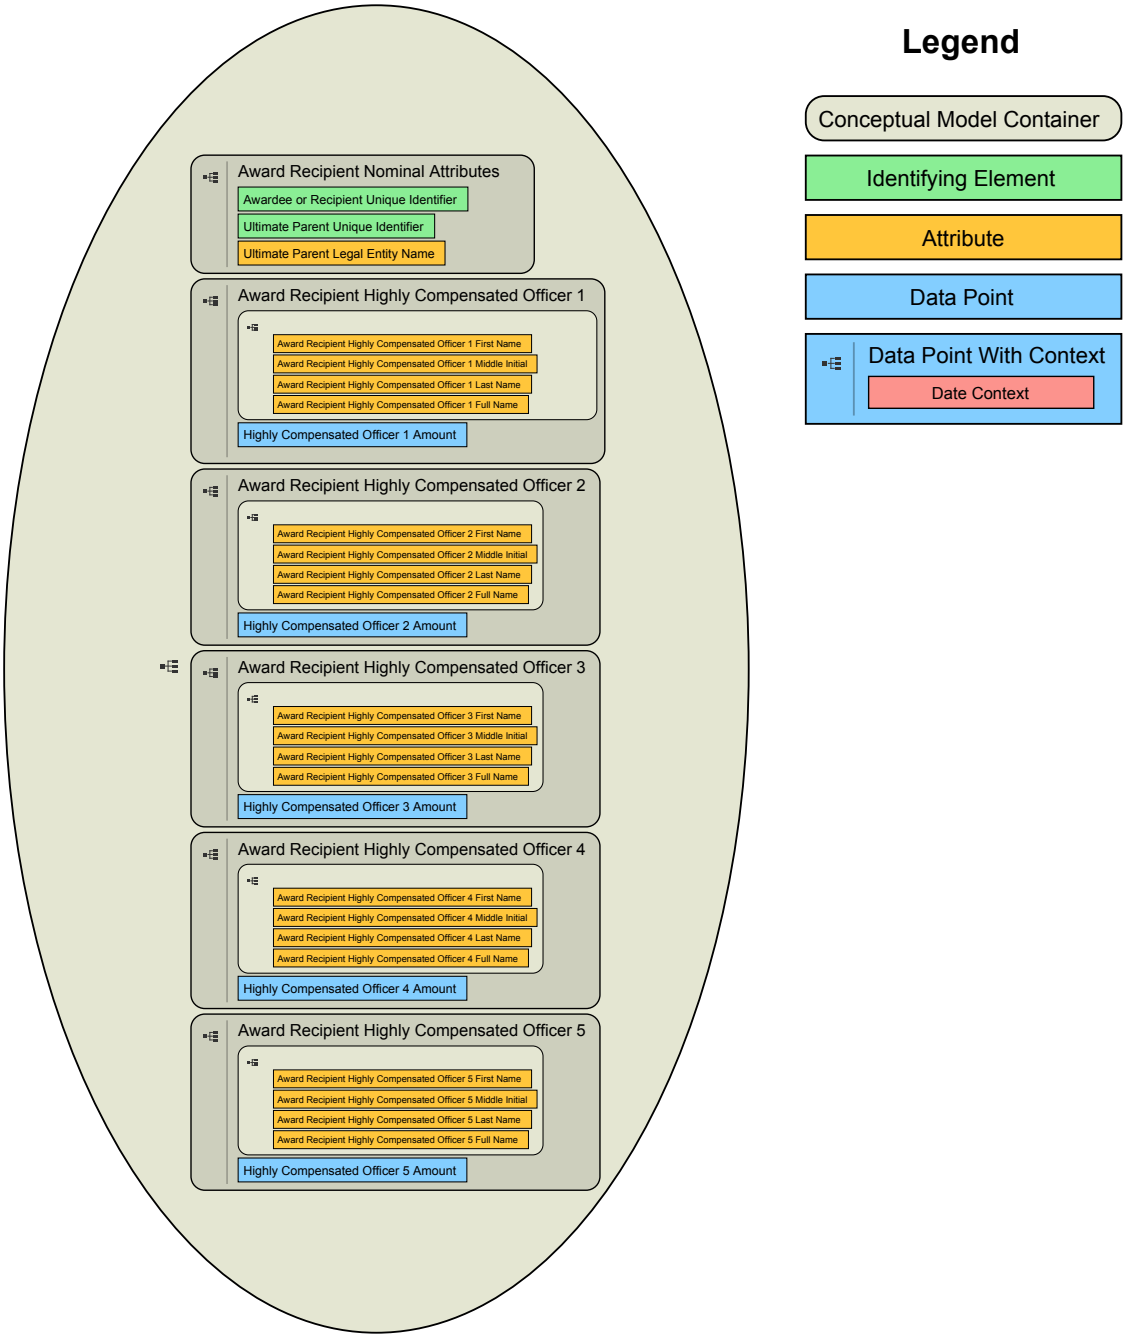 Legend
Conceptual Model Container
Identifying Element
Attribute
Data Point
Data Point With Context
Date Context
Award Recipient Nominal Attributes
Awardee or Recipient Unique Identifier
Ultimate Parent Unique Identifier
Ultimate Parent Legal Entity Name
Award Recipient Highly Compensated Officer 1
Award Recipient Highly Compensated Officer 1 First Name
Award Recipient Highly Compensated Officer 1 Middle Initial
Award Recipient Highly Compensated Officer 1 Last Name
Award Recipient Highly Compensated Officer 1 Full Name
Highly Compensated Officer 1 Amount
Award Recipient Highly Compensated Officer 2
Award Recipient Highly Compensated Officer 2 First Name
Award Recipient Highly Compensated Officer 2 Middle Initial
Award Recipient Highly Compensated Officer 2 Last Name
Award Recipient Highly Compensated Officer 2 Full Name
Highly Compensated Officer 2 Amount
Award Recipient Highly Compensated Officer 3
Award Recipient Highly Compensated Officer 3 First Name
Award Recipient Highly Compensated Officer 3 Middle Initial
Award Recipient Highly Compensated Officer 3 Last Name
Award Recipient Highly Compensated Officer 3 Full Name
Highly Compensated Officer 3 Amount
Award Recipient Highly Compensated Officer 4
Award Recipient Highly Compensated Officer 4 First Name
Award Recipient Highly Compensated Officer 4 Middle Initial
Award Recipient Highly Compensated Officer 4 Last Name
Award Recipient Highly Compensated Officer 4 Full Name
Highly Compensated Officer 4 Amount
Award Recipient Highly Compensated Officer 5
Award Recipient Highly Compensated Officer 5 First Name
Award Recipient Highly Compensated Officer 5 Middle Initial
Award Recipient Highly Compensated Officer 5 Last Name
Award Recipient Highly Compensated Officer 5 Full Name
Highly Compensated Officer 5 Amount